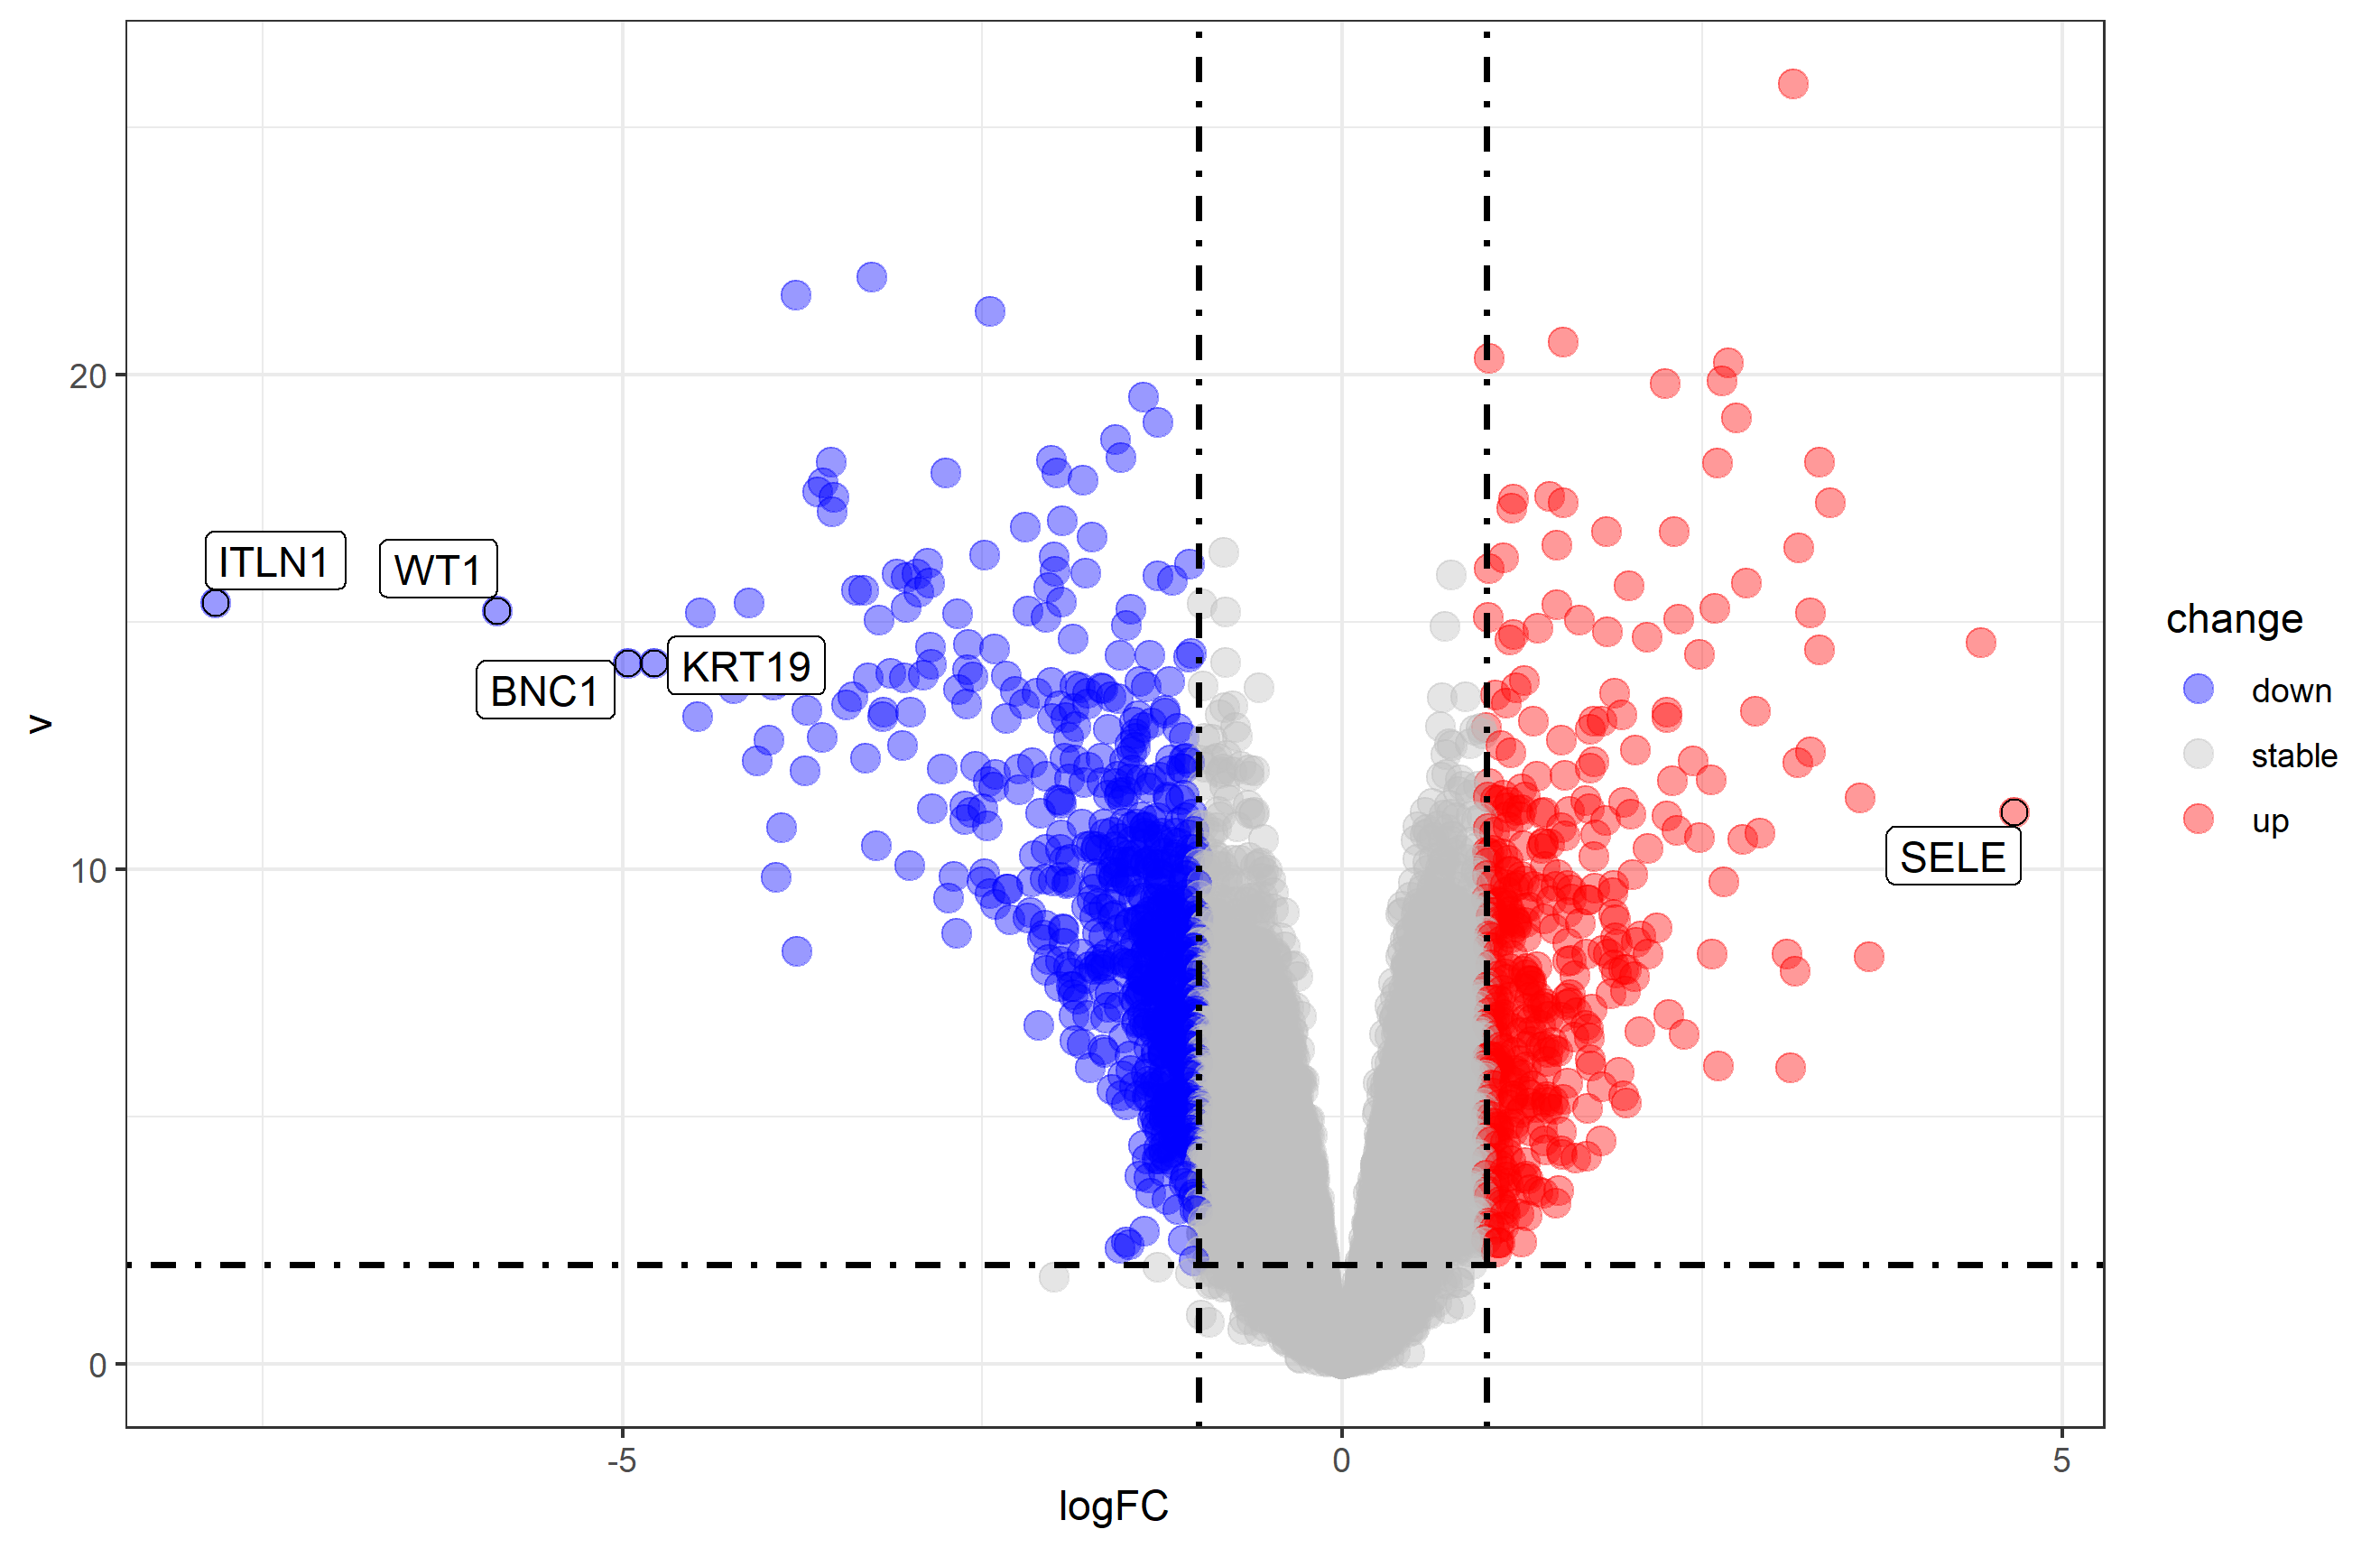 20
10
0
v
ITLN1
WT1
BNC1
KRT19
SELE
-5
0
5
logFC
change
down
stable
up